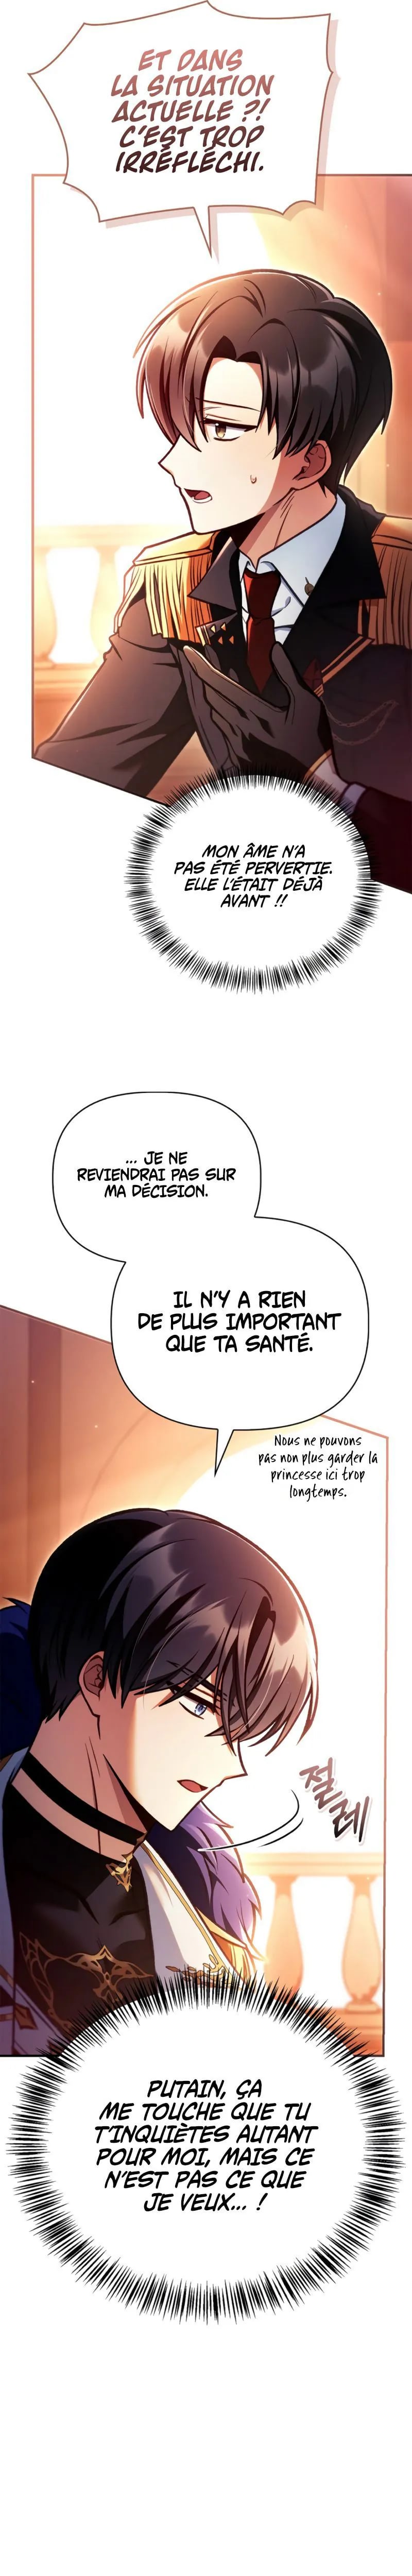 ET DANS
LA SITUATION
ACTUELLE ?!
C'EST TROP
IRRÉFLÉCHI.
MON ÂME N'A
PAS ÉTÉ PERVERTIE.
ELLE L'ÉTAIT DÉJÀ
AVANT !!
... JE NE
REVIENDRAI PAS SUR
MA DÉCISION.
IL N'Y A RIEN
DE PLUS IMPORTANT
QUE TA SANTÉ.
Nous ne pouvons
pas non plus garder la
princesse ici trop
longtemps.
절레
PUTAIN, ÇA
ME TOUCHE QUE TU
T'INQUIÈTES AUTANT
POUR MOI, MAIS CE
N'EST PAS CE QUE
JE VEUX... !